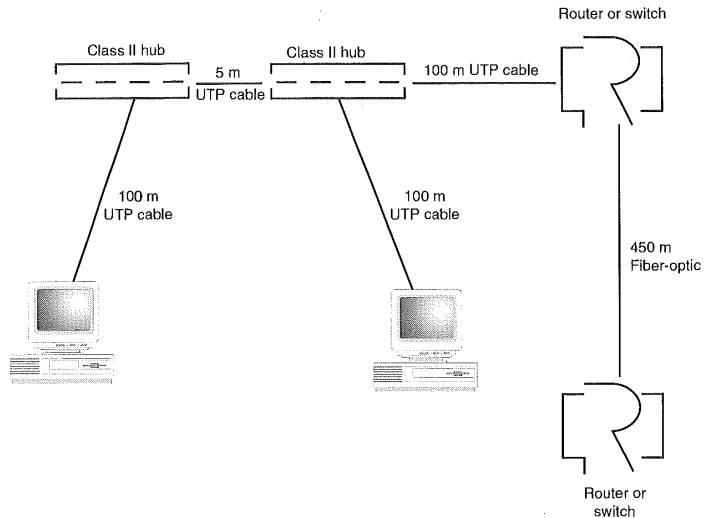 Router or switch
Class II hub
Class II hub
5 m
UTP cable
100 m UTP cable
100 m
UTP cable
100 m
UTP cable
450 m
Fiber-optic
Router or
switch